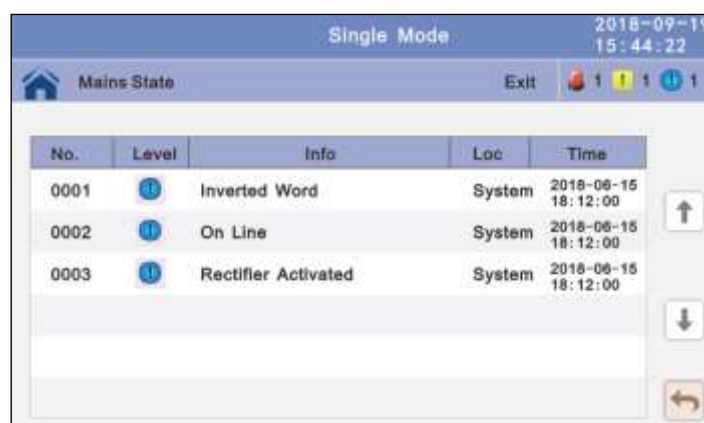 Single Mode
2018-09-19
15:44:22
Mains State
Exit
1
1
1
No. Level Info Loc Time
0001 Inverted Word System 2018-06-15
18:12:00
0002 On Line System 2018-06-15
18:12:00
0003 Rectifier Activated System 2018-06-15
18:12:00